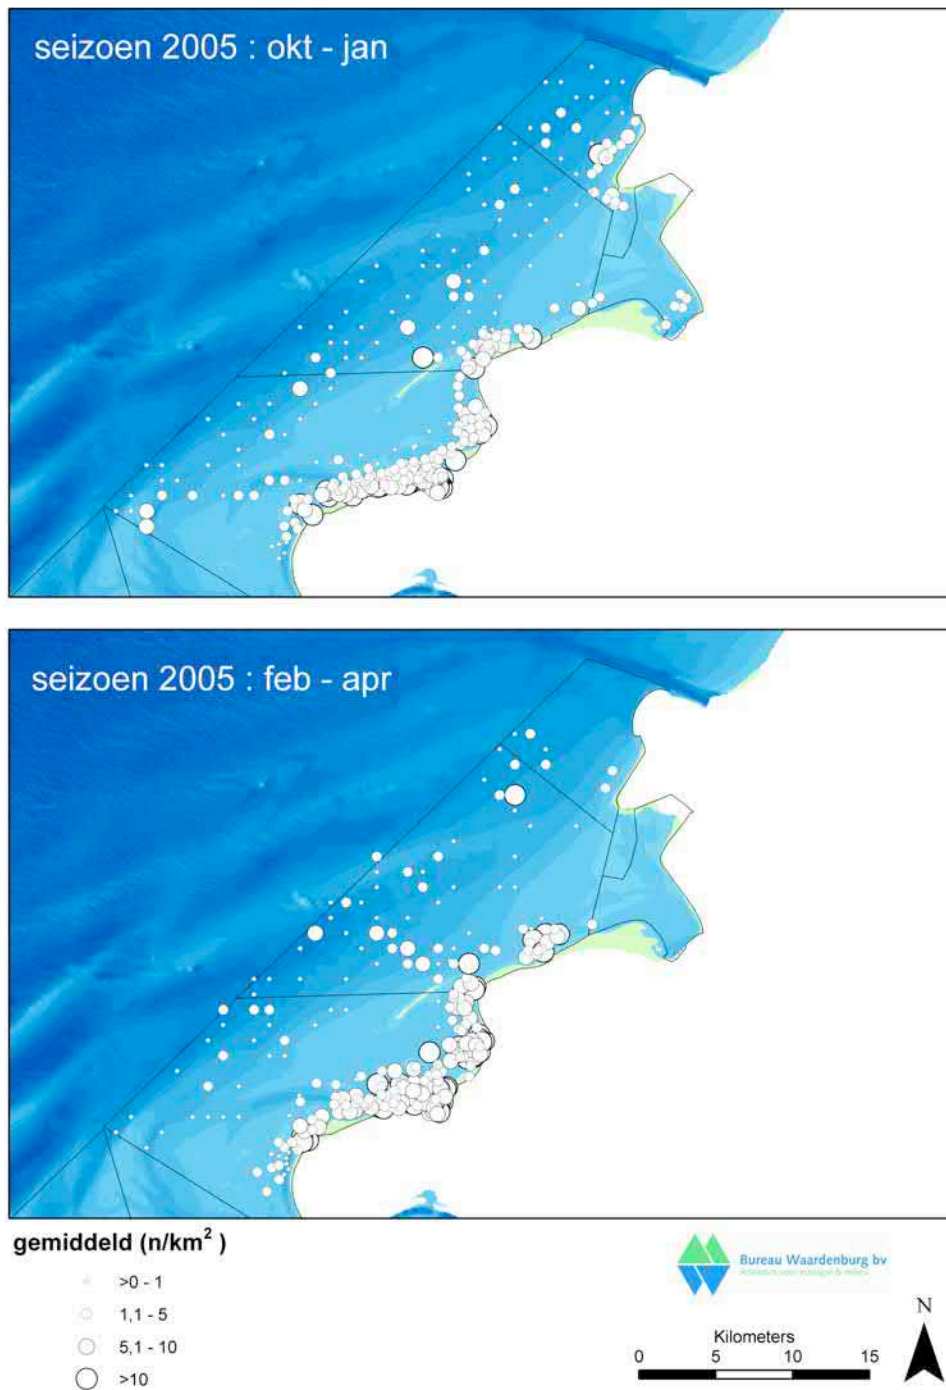 seizoen 2005 : okt - jan
seizoen 2005 : feb - apr
gemiddeld (n/km²)
>0 - 1
1,1 - 5
5,1 - 10
>10
Bureau Waardenburg bv
N
Kilometers
0 5 10 15